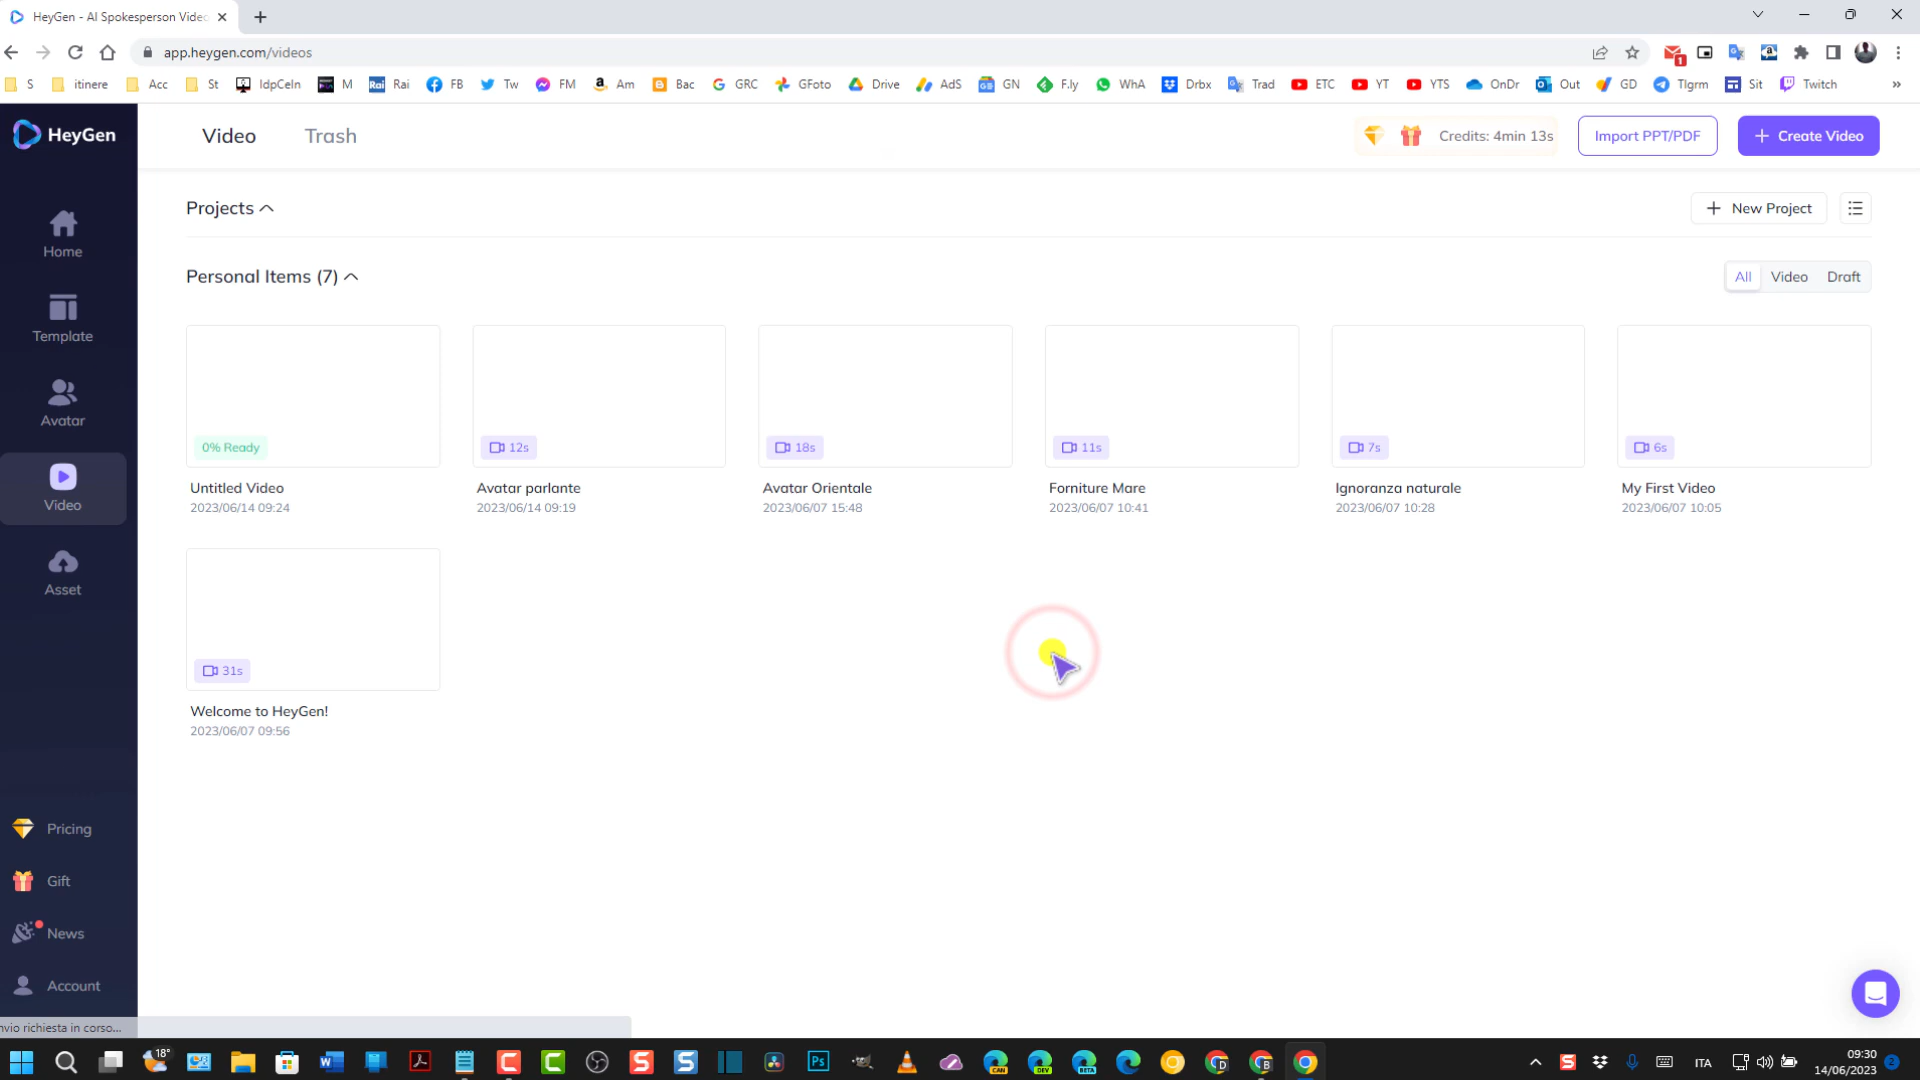 HeyGen - AI Spokesperson Video
app.heygen.com/videos
S itinere Acc St IdpCeIn M Rai FB Tw FM Am Bac GRC GFoto Drive AdS GN F.ly WhA Drbx Trad ETC YT YTS OnDr Out GD Tlgrm Sit Twitch »
HeyGen
Video Trash
Credits: 4min 13s
Import PPT/PDF
+ Create Video
Projects
+ New Project
Home
Personal Items (7)
All Video Draft
Template
Avatar
Video
Asset
0% Ready
12s
18s
11s
7s
6s
Untitled Video
2023/06/14 09:24
Avatar parlante
2023/06/14 09:19
Avatar Orientale
2023/06/07 15:48
Forniture Mare
2023/06/07 10:41
Ignoranza naturale
2023/06/07 10:28
My First Video
2023/06/07 10:05
31s
Welcome to HeyGen!
2023/06/07 09:56
Pricing
Gift
News
Account
nvio richiesta in corso...
18°
CAN
DEV
BETA
ITA
09:30
14/06/2023